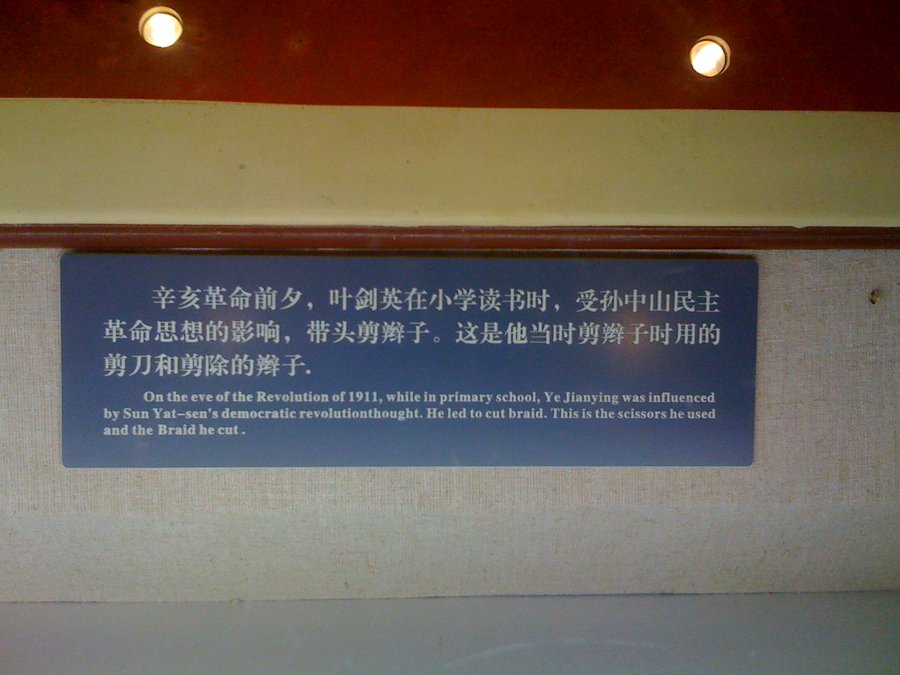 辛亥革命前夕，叶剑英在小学读书时，受孙中山民主
革命思想的影响，带头剪辫子。这是他当时剪辫子时用的
剪刀和剪除的辫子.
On the eve of the Revolution of 1911, while in primary school, Ye Jianying was influenced
by Sun Yat-sen's democratic revolutionthought. He led to cut braid. This is the scissors he used
and the Braid he cut .